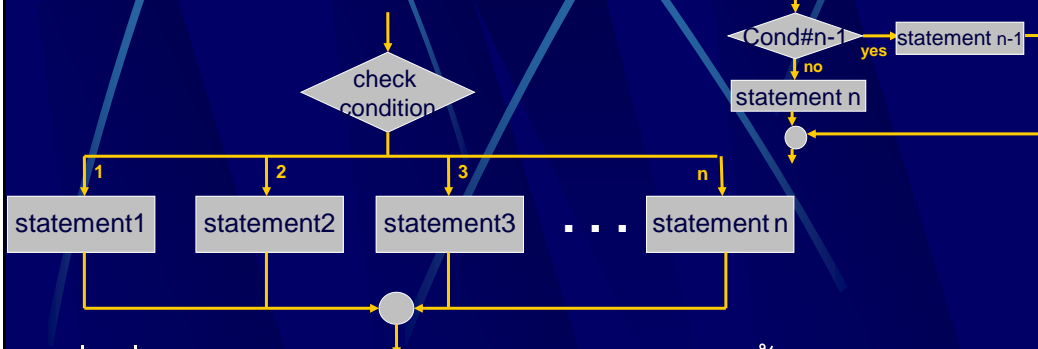 Cond#n-1
yes
statement n-1
no
statement n
check
condition
1
2
3
n
statement1
statement2
statement3
. . .
statement n